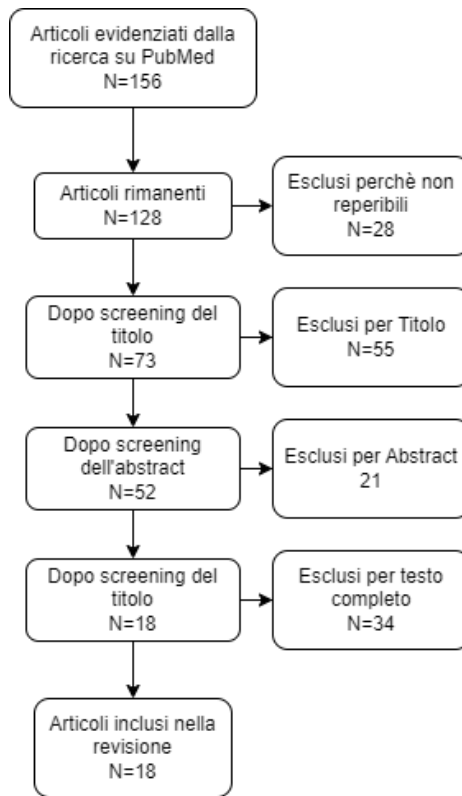 Articoli evidenziati dalla
ricerca su PubMed
N=156
Articoli rimanenti
N=128
Esclusi perchè non
reperibili
N=28
Dopo screening del
titolo
N=73
Esclusi per Titolo
N=55
Dopo screening
dell'abstract
N=52
Esclusi per Abstract
21
Dopo screening del
titolo
N=18
Esclusi per testo
completo
N=34
Articoli inclusi nella
revisione
N=18